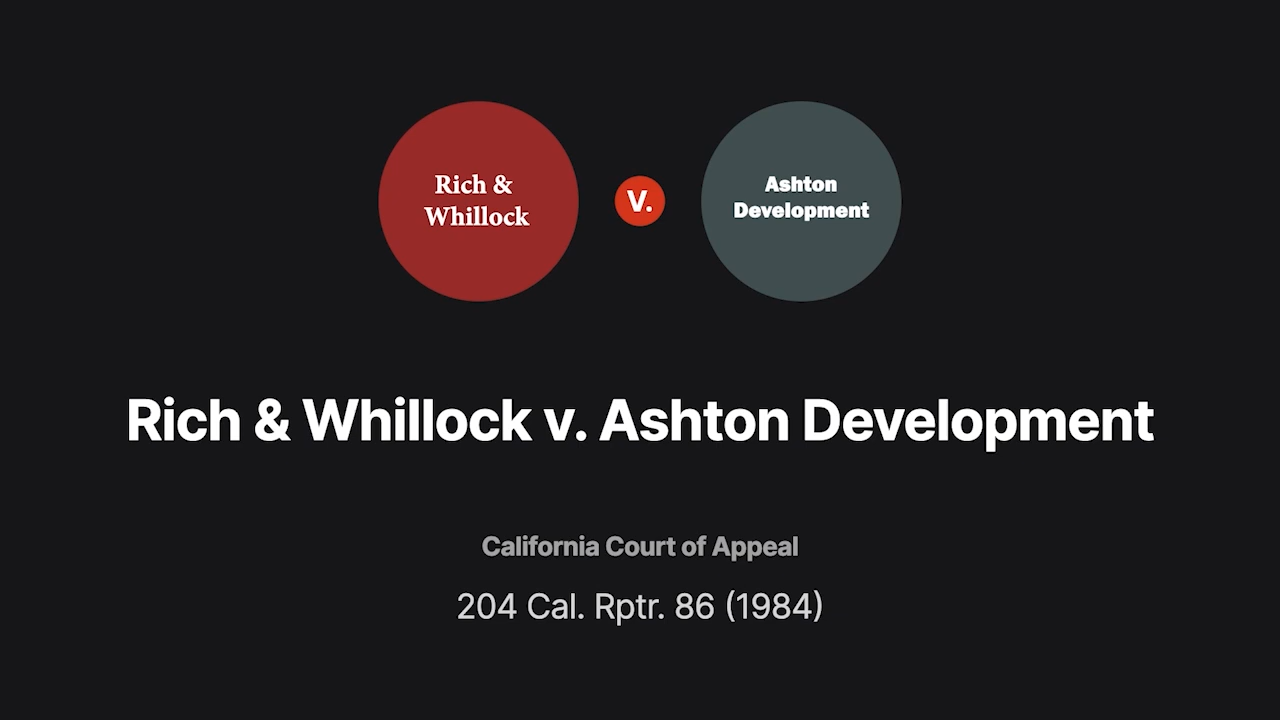 Rich &
Whillock
V.
Ashton
Development
Rich & Whillock v. Ashton Development
California Court of Appeal
204 Cal. Rptr. 86 (1984)